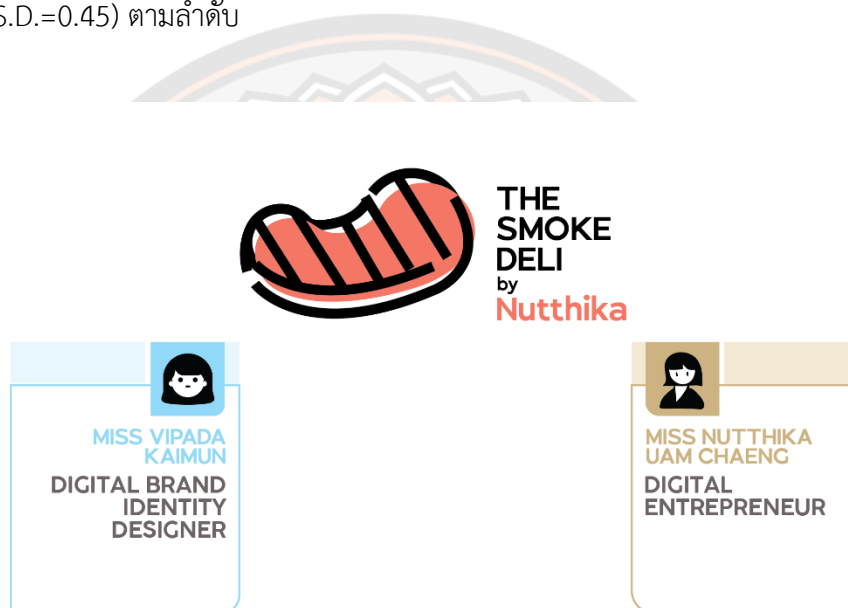 S.D.=0.45) ตามลำดับ
THE
SMOKE
DELI
by
Nutthika
MISS VIPADA
KAIMUN
DIGITAL BRAND
IDENTITY
DESIGNER
MISS NUTTHIKA
UAM CHAENG
DIGITAL
ENTREPRENEUR